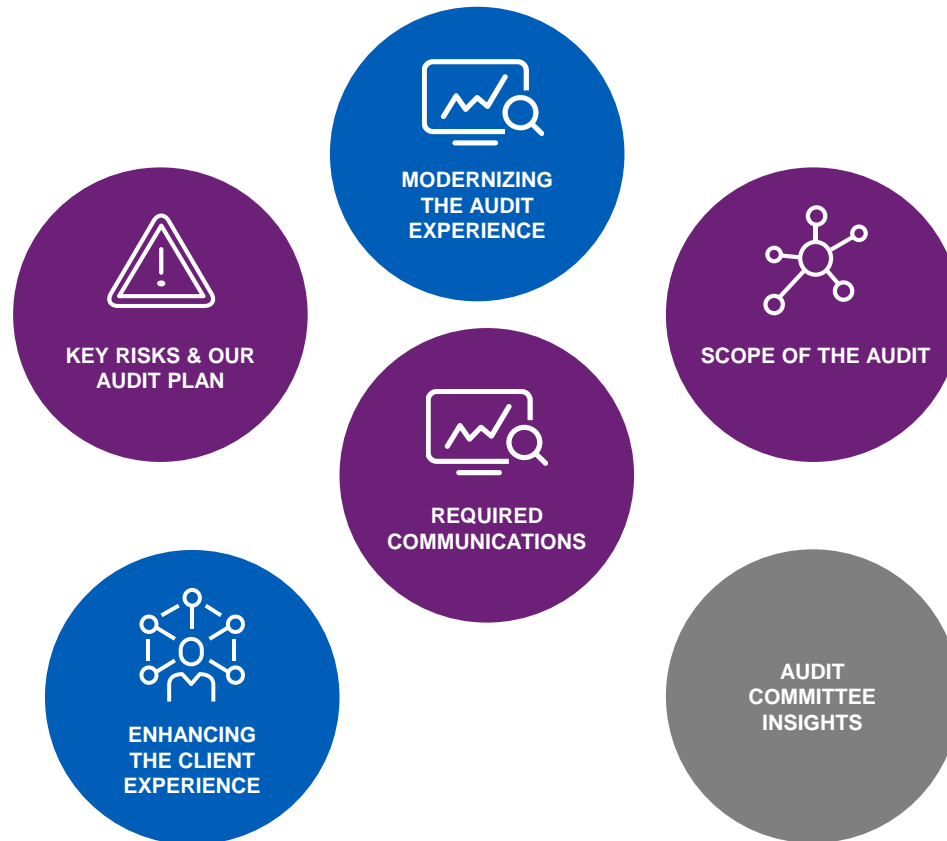 MODERNIZING
THE AUDIT
EXPERIENCE
KEY RISKS & OUR
AUDIT PLAN
SCOPE OF THE AUDIT
REQUIRED
COMMUNICATIONS
ENHANCING
THE CLIENT
EXPERIENCE
AUDIT
COMMITTEE
INSIGHTS